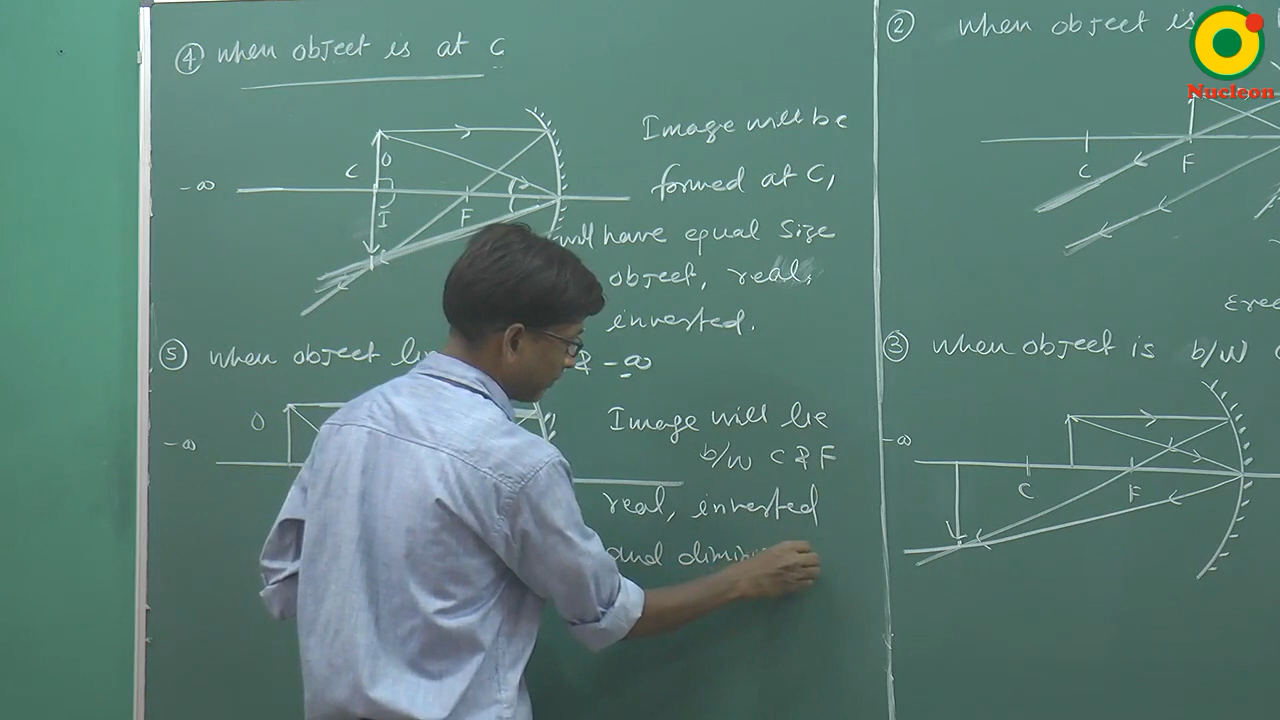 ④ When object is at C
C
O
-∞
I
F
Image will be
formed at C,
will have equal size
object, real,
inverted.
⑤ When object & -∞
O
-∞
Image will lie
b/w C & F
real, inverted
and
② When object is
C
F
③ When object is b/w
-∞
C
F
Nucleon